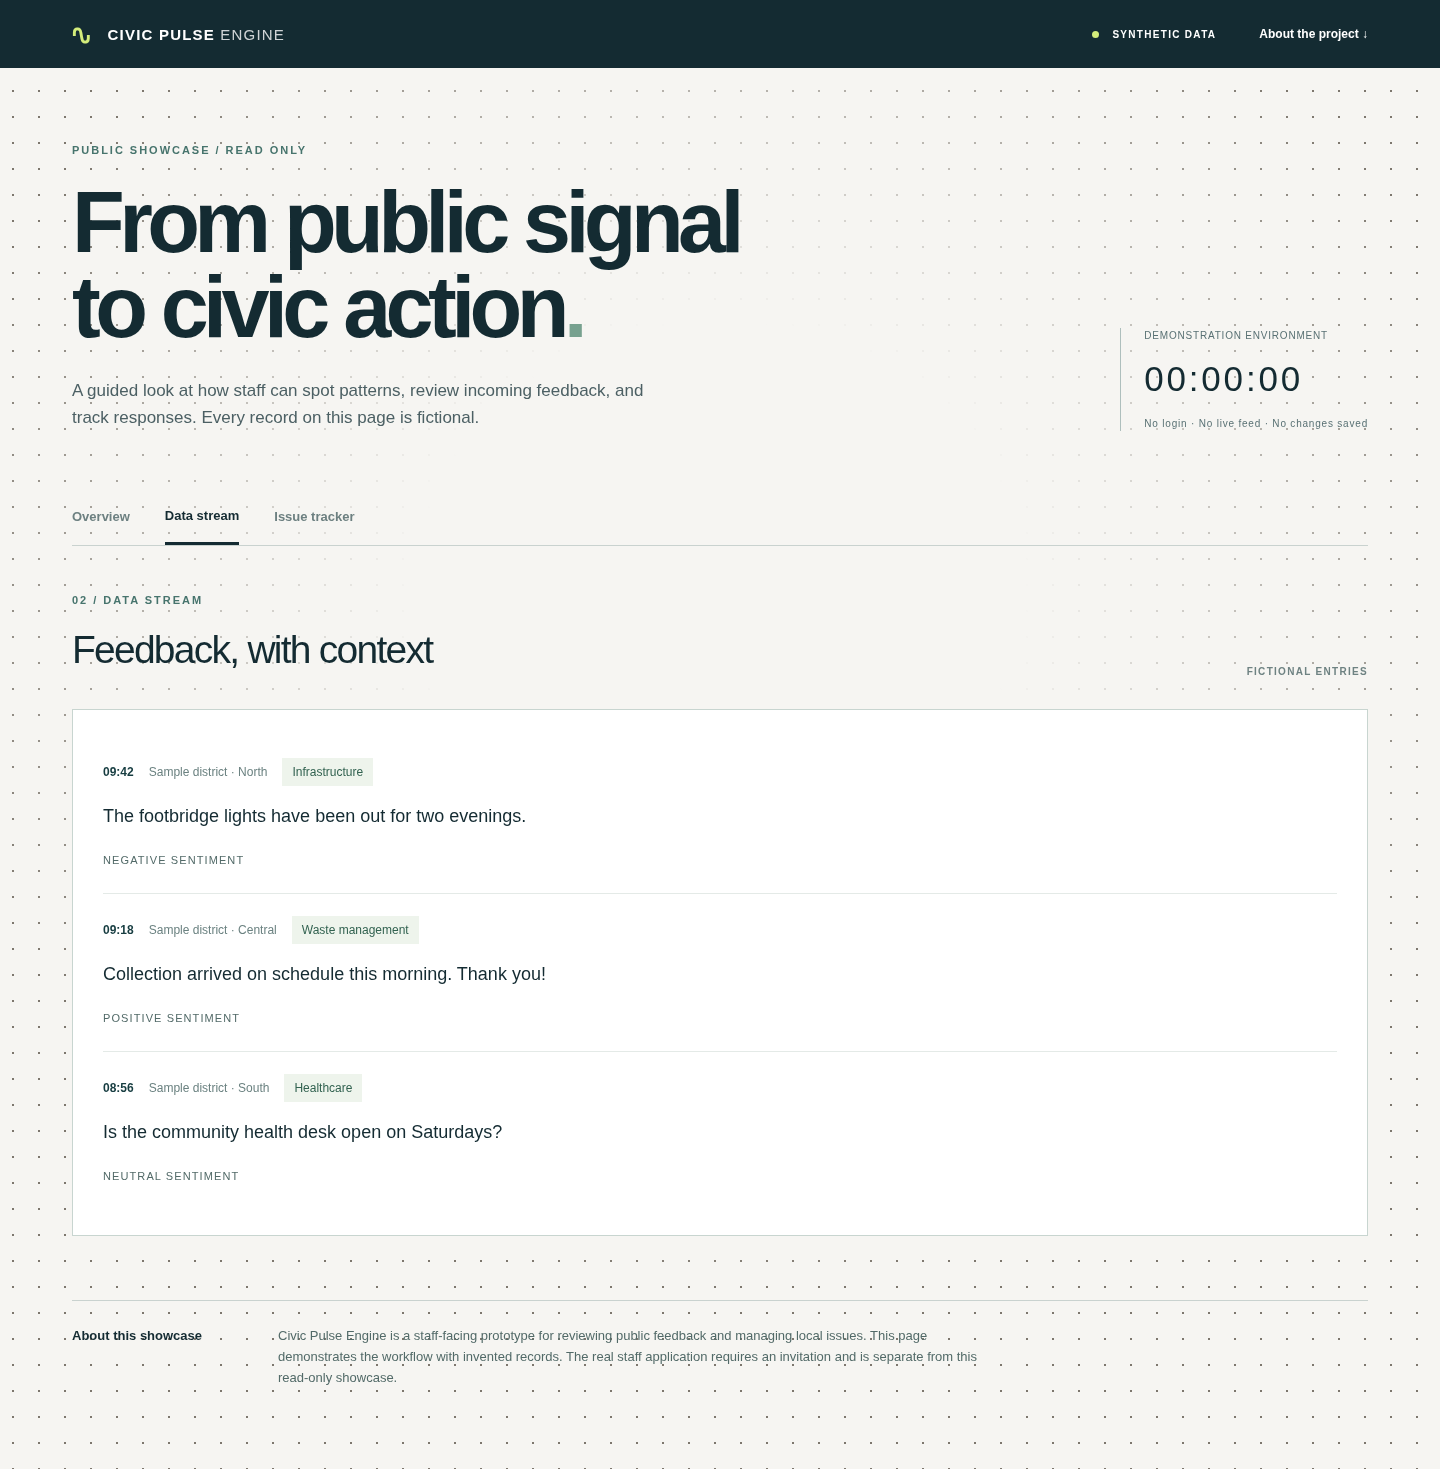 CIVIC PULSE ENGINE
SYNTHETIC DATA
About the project ↓
PUBLIC SHOWCASE / READ ONLY
From public signal
to civic action.
A guided look at how staff can spot patterns, review incoming feedback, and
track responses. Every record on this page is fictional.
DEMONSTRATION ENVIRONMENT
00:00:00
No login · No live feed · No changes saved
Overview
Data stream
Issue tracker
02 / DATA STREAM
Feedback, with context
FICTIONAL ENTRIES
09:42 Sample district · North Infrastructure
The footbridge lights have been out for two evenings.
NEGATIVE SENTIMENT
09:18 Sample district · Central Waste management
Collection arrived on schedule this morning. Thank you!
POSITIVE SENTIMENT
08:56 Sample district · South Healthcare
Is the community health desk open on Saturdays?
NEUTRAL SENTIMENT
About this showcase
Civic Pulse Engine is a staff-facing prototype for reviewing public feedback and managing local issues. This page
demonstrates the workflow with invented records. The real staff application requires an invitation and is separate from this
read-only showcase.